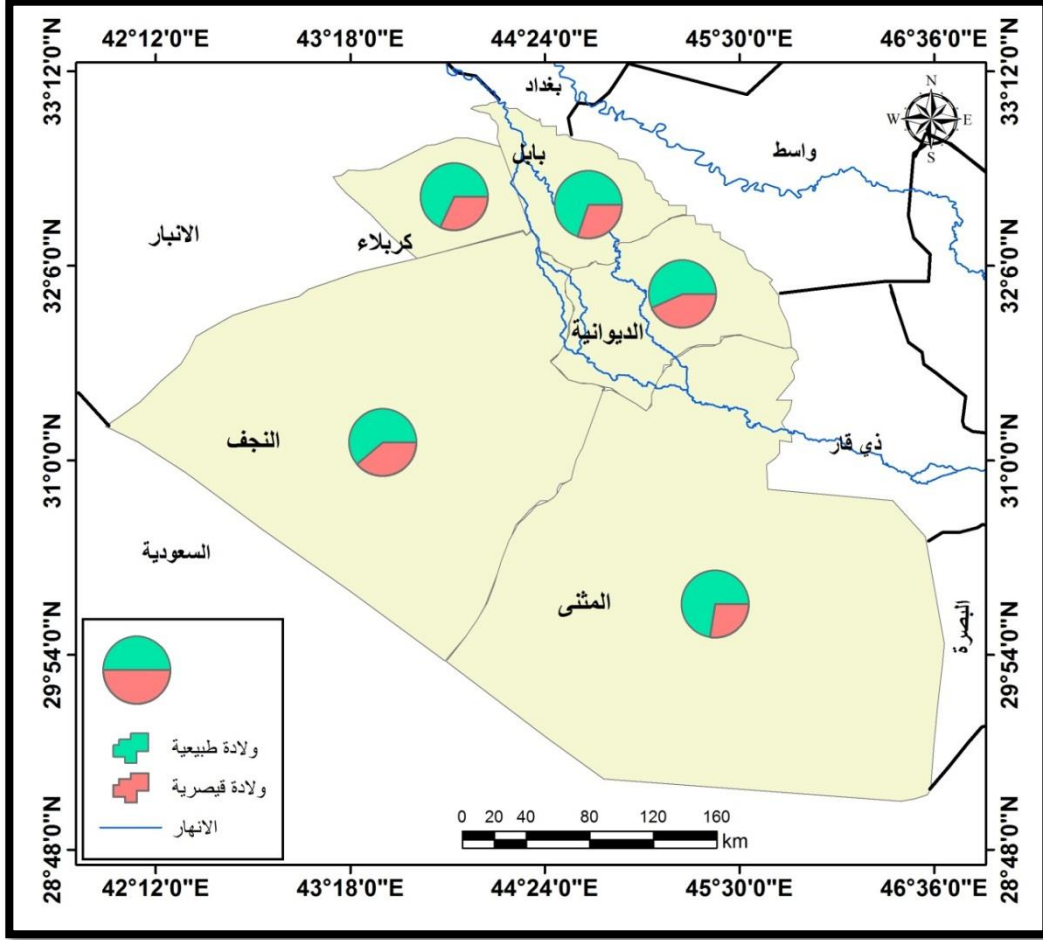 42°12'0"E 43°18'0"E 44°24'0"E 45°30'0"E 46°36'0"E
33°12'0"N
33°12'0"N
بغداد
N
W E
S
واسط
بابل
الانبار
كربلاء
32°6'0"N
32°6'0"N
الديوانية
النجف
ذي قار
31°0'0"N
31°0'0"N
السعودية
المثنى
البصرة
29°54'0"N
29°54'0"N
ولادة طبيعية
ولادة قيصرية
الانهار
0 20 40 80 120 160
km
28°48'0"N
28°48'0"N
42°12'0"E 43°18'0"E 44°24'0"E 45°30'0"E 46°36'0"E